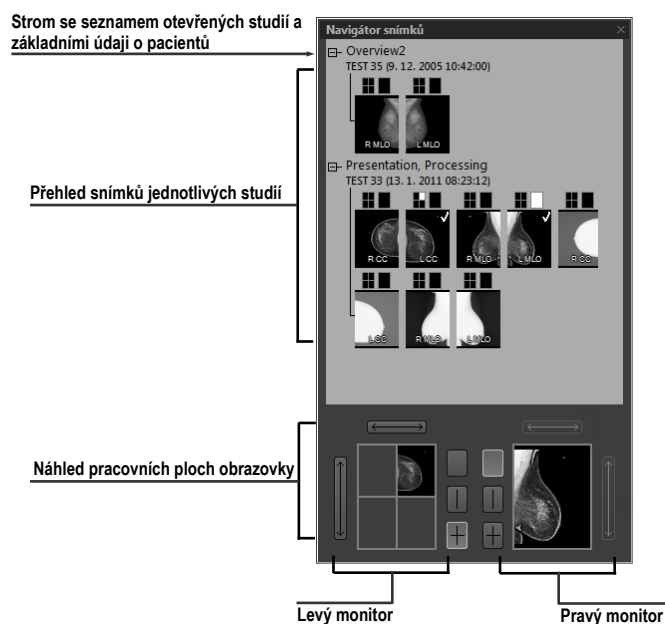 Strom se seznamem otevřených studií a
základními údaji o pacientů
Navigátor snímků
Overview2
TEST 35 (9. 12. 2005 10:42:00)
R MLO
L MLO
Přehled snímků jednotlivých studií
Presentation, Processing
TEST 33 (13. 1. 2011 08:23:12)
R CC
L CC
R MLO
L MLO
R CC
L CC
R MLO
L MLO
Náhled pracovních ploch obrazovky
Levý monitor
Pravý monitor